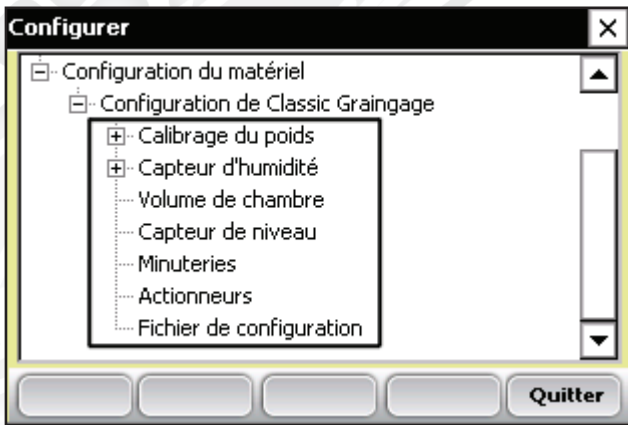 Configurer
Configuration du matériel
Configuration de Classic Graingage
Calibrage du poids
Capteur d'humidité
Volume de chambre
Capteur de niveau
Minuteries
Actionneurs
Fichier de configuration
Quitter